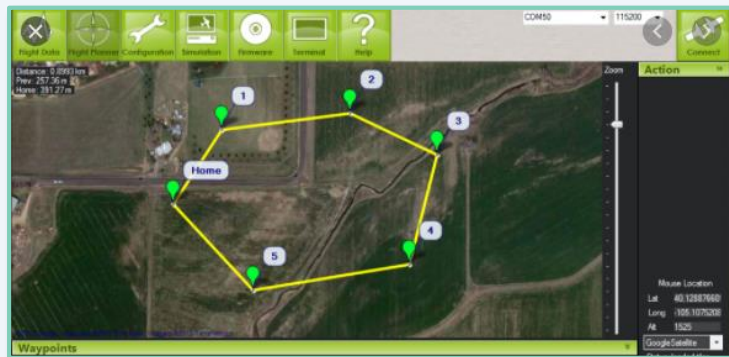 COM50 115200
Flight Data Flight Planner Configuration Simulation Firmware Terminal Help Connect
Distance: 0.8993 km
Prev: 257.36 m
Home: 391.27 m
Zoom
Action
1
2
3
Home
4
5
Mouse Location
Lat 40.12887660
Long -105.1075208
Alt 1525
GoogleSatellite
Waypoints